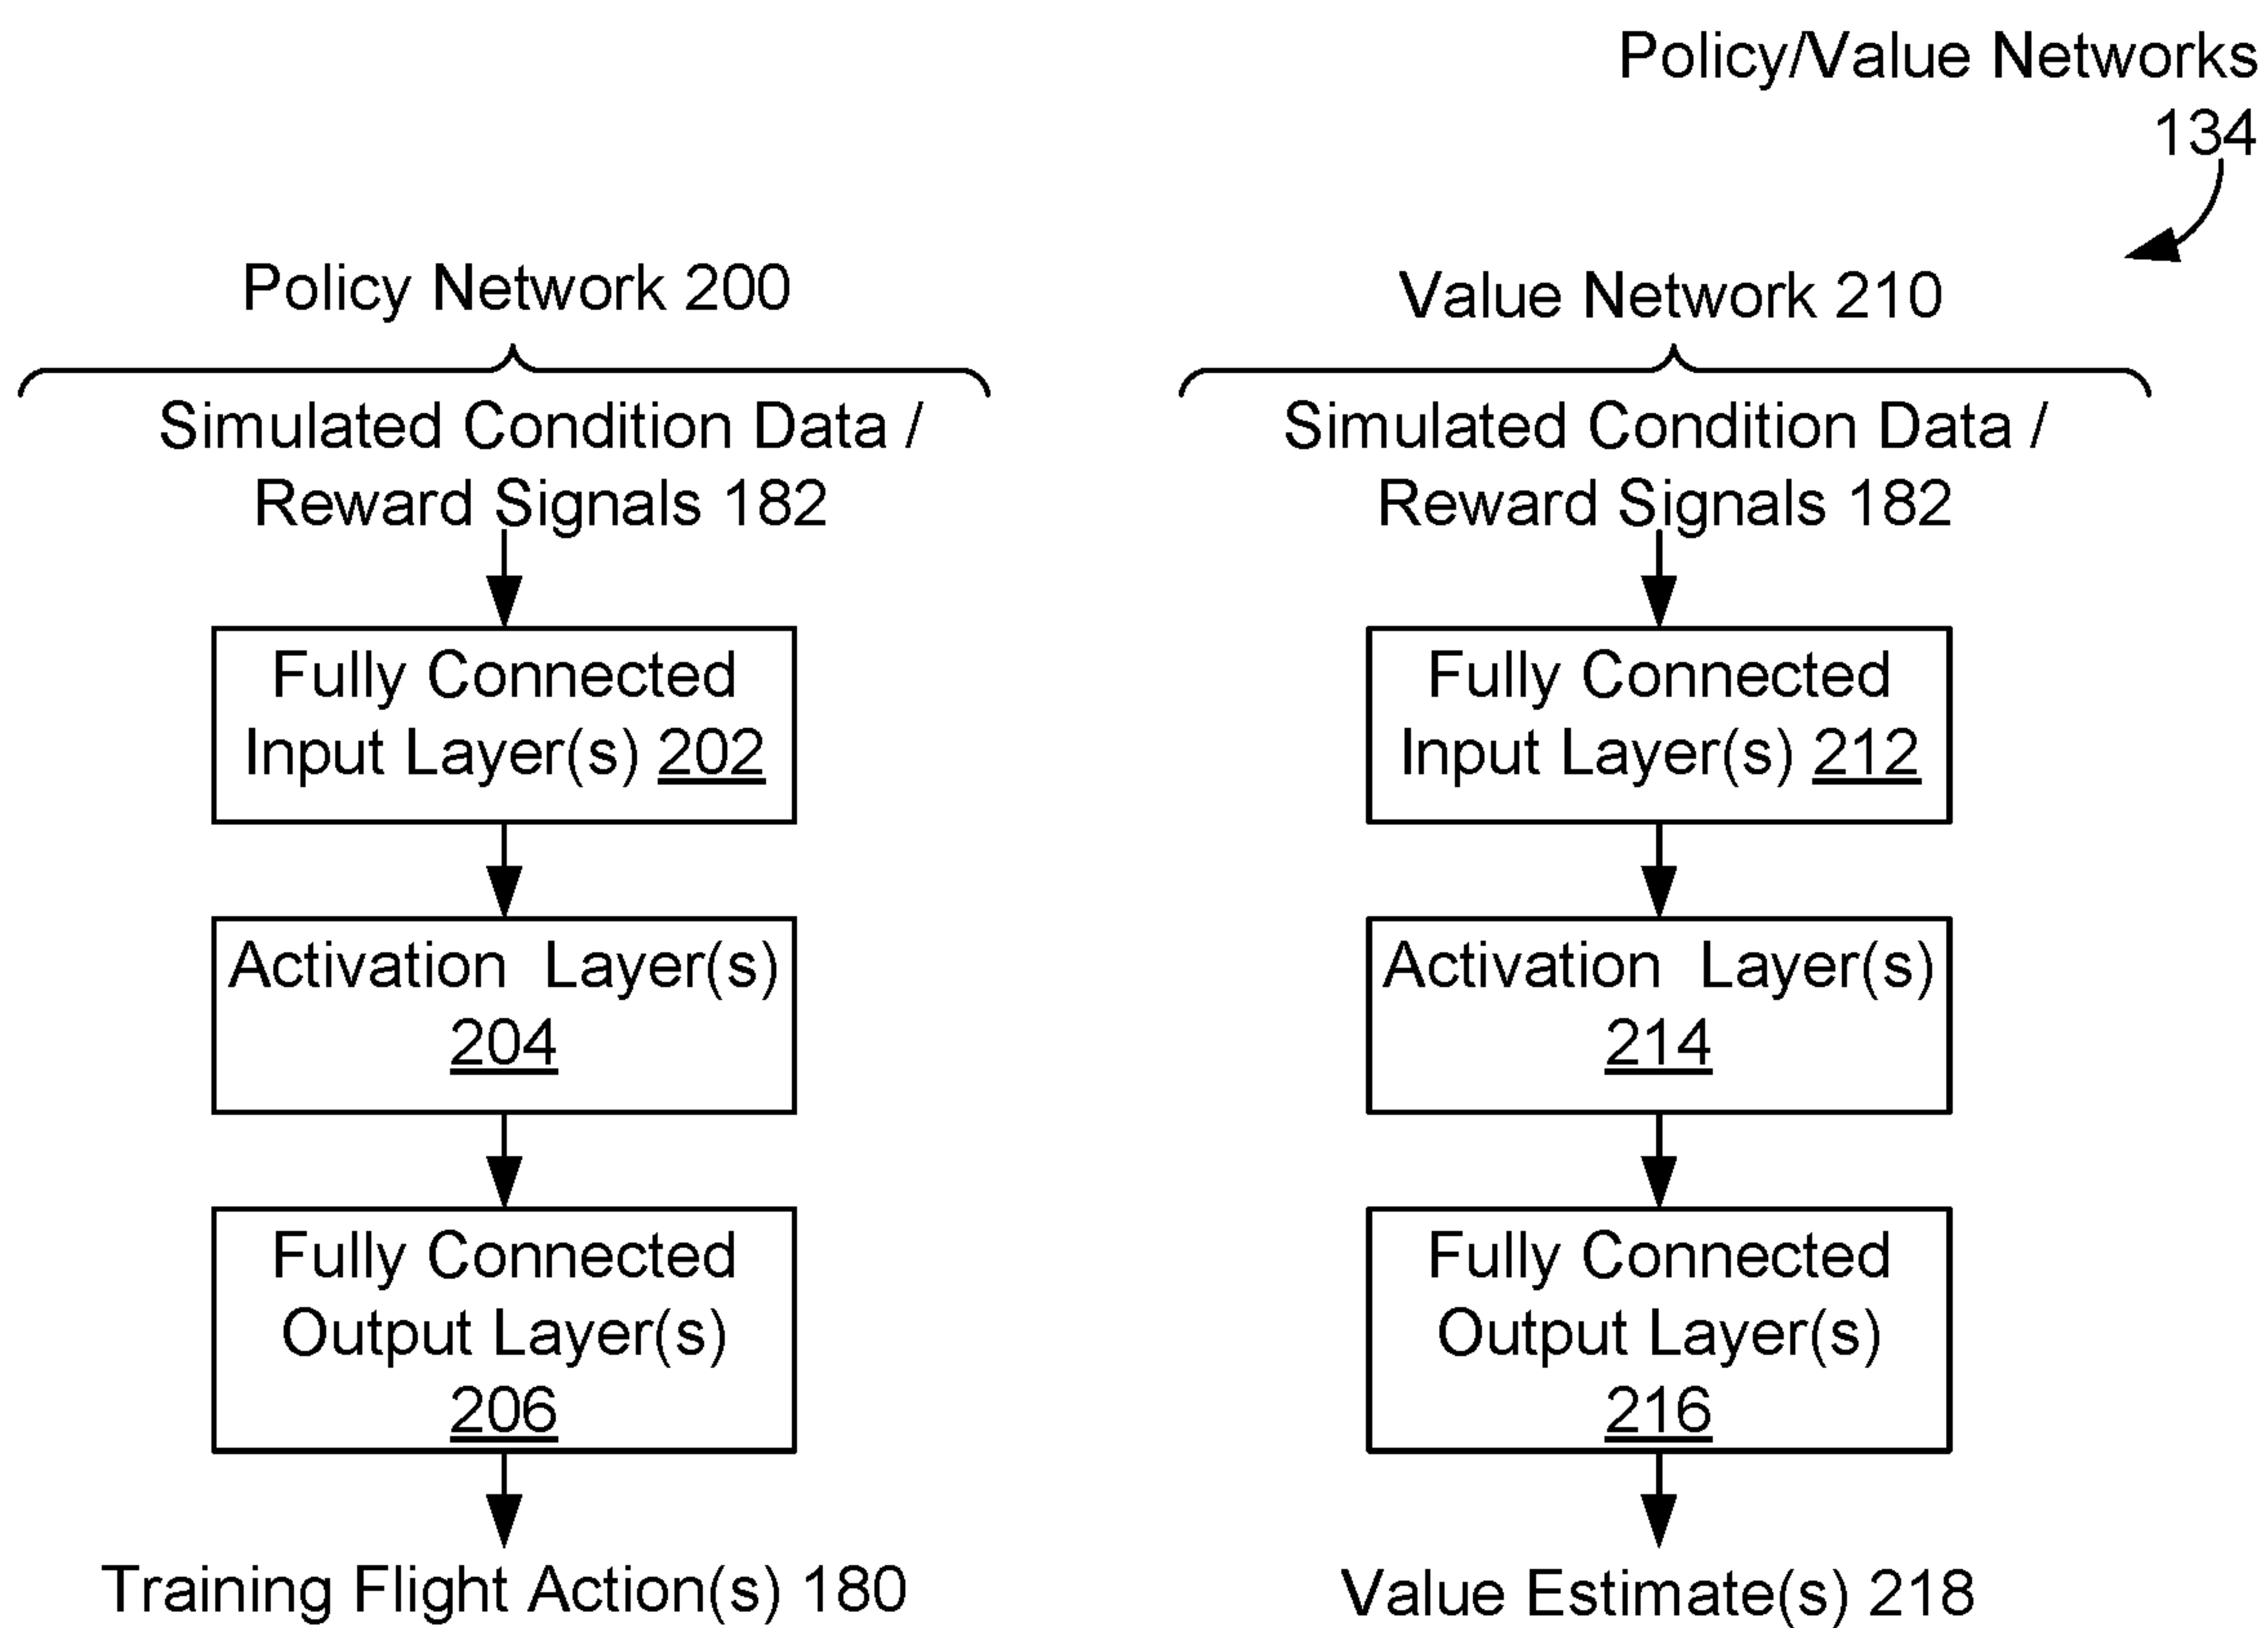 Policy/Value Networks
134
Policy Network 200
Simulated Condition Data /
Reward Signals 182
Fully Connected
Input Layer(s) 202
Activation Layer(s)
204
Fully Connected
Output Layer(s)
206
Training Flight Action(s) 180
Value Network 210
Simulated Condition Data /
Reward Signals 182
Fully Connected
Input Layer(s) 212
Activation Layer(s)
214
Fully Connected
Output Layer(s)
216
Value Estimate(s) 218